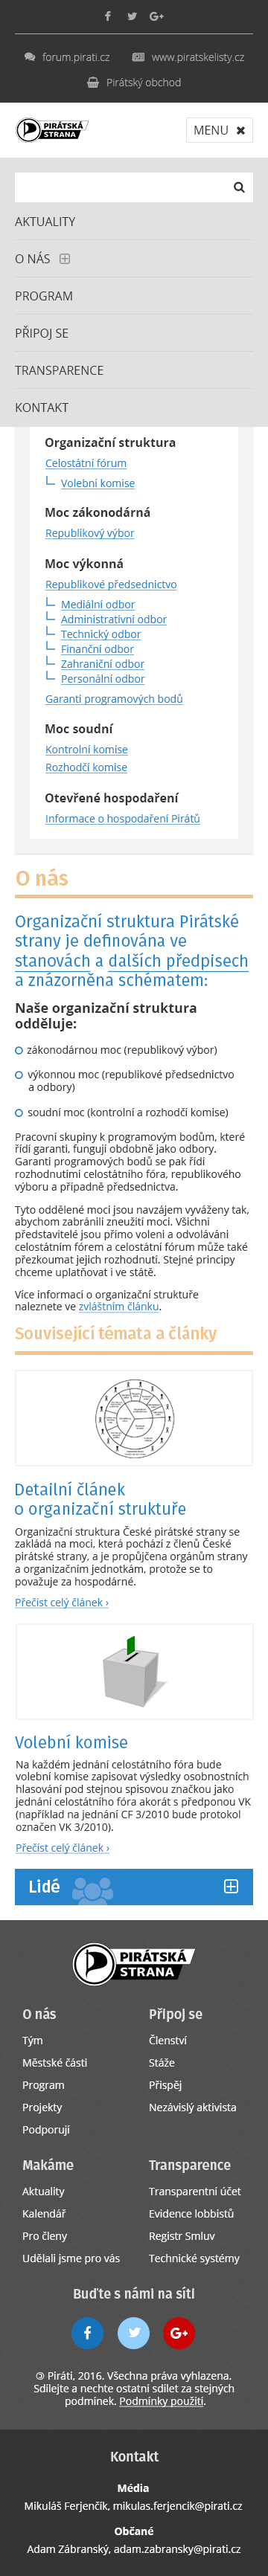 forum.pirati.cz
www.piratskelisty.cz
Pirátský obchod
PIRÁTSKÁ
STRANA
MENU
AKTUALITY
O NÁS
PROGRAM
PŘIPOJ SE
TRANSPARENCE
KONTAKT
Organizační struktura
Celostátní fórum
Volební komise
Moc zákonodárná
Republikový výbor
Moc výkonná
Republikové předsednictvo
Mediální odbor
Administrativní odbor
Technický odbor
Finanční odbor
Zahraniční odbor
Personální odbor
Garanti programových bodů
Moc soudní
Kontrolní komise
Rozhodčí komise
Otevřené hospodaření
Informace o hospodaření Pirátů
O nás
Organizační struktura Pirátské
strany je definována ve
stanovách a dalších předpisech
a znázorněna schématem:
Naše organizační struktura
odděluje:
zákonodárnou moc (republikový výbor)
výkonnou moc (republikové předsednictvo
a odbory)
soudní moc (kontrolní a rozhodčí komise)
Pracovní skupiny k programovým bodům, které
řídí garanti, fungují obdobně jako odbory.
Garanti programových bodů se pak řídí
rozhodnutími celostátního fóra, republikového
výboru a případně předsednictva.
Tyto oddělené moci jsou navzájem vyváženy tak,
abychom zabránili zneužití moci. Všichni
představitelé jsou přímo voleni a odvoláváni
celostátním fórem a celostátní fórum může také
přezkoumat jejich rozhodnutí. Stejné principy
chceme uplatňovat i ve státě.
Více informací o organizační struktuře
naleznete ve zvláštním článku.
Související témata a články
Detailní článek
o organizační struktuře
Organizační struktura České pirátské strany se
zakládá na moci, která pochází z členů České
pirátské strany, a je propůjčena orgánům strany
a organizačním jednotkám, protože se to
považuje za hospodárné.
Přečíst celý článek ›
Volební komise
Na každém jednání celostátního fóra bude
volební komise zapisovat výsledky osobnostních
hlasování pod stejnou spisovou značkou jako
jednání celostátního fóra akorát s předponou VK
(například na jednání CF 3/2010 bude protokol
označen VK 3/2010).
Přečíst celý článek ›
Lidé
PIRÁTSKÁ
STRANA
O nás
Připoj se
Tým
Členství
Městské části
Stáže
Program
Přispěj
Projekty
Nezávislý aktivista
Podporují
Makáme
Transparence
Aktuality
Transparentní účet
Kalendář
Evidence lobbistů
Pro členy
Registr Smluv
Udělali jsme pro vás
Technické systémy
Buďte s námi na síti
Piráti, 2016. Všechna práva vyhlazena.
Sdílejte a nechte ostatní sdílet za stejných
podmínek. Podmínky použití.
Kontakt
Média
Mikuláš Ferjenčík, mikulas.ferjencik@pirati.cz
Občané
Adam Zábranský, adam.zabransky@pirati.cz